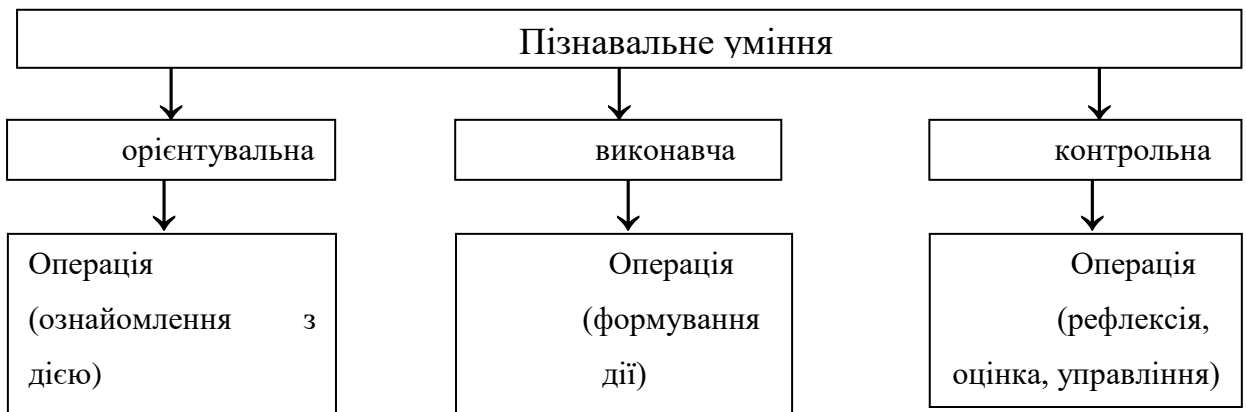 Пізнавальне уміння
орієнтувальна
виконавча
контрольна
Операція
(ознайомлення з
дією)
Операція
(формування
дії)
Операція
(рефлексія,
оцінка, управління)